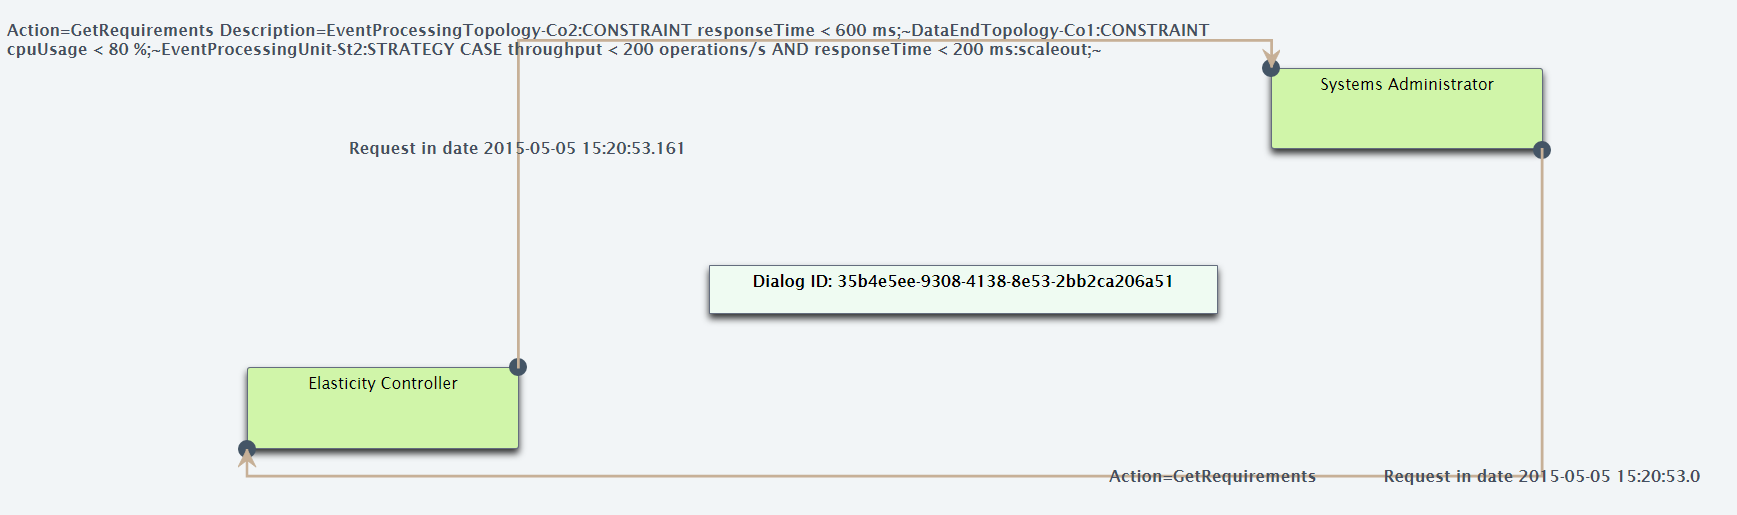 Action=GetRequirements Description=EventProcessingTopology-Co2:CONSTRAINT responseTime < 600 ms;~DataEndTopology-Co1:CONSTRAINT
cpuUsage < 80 %;~EventProcessingUnit-St2:STRATEGY CASE throughput < 200 operations/s AND responseTime < 200 ms:scaleout;~
Systems Administrator
Request in date 2015-05-05 15:20:53.161
Dialog ID: 35b4e5ee-9308-4138-8e53-2bb2ca206a51
Elasticity Controller
Action=GetRequirements
Request in date 2015-05-05 15:20:53.0